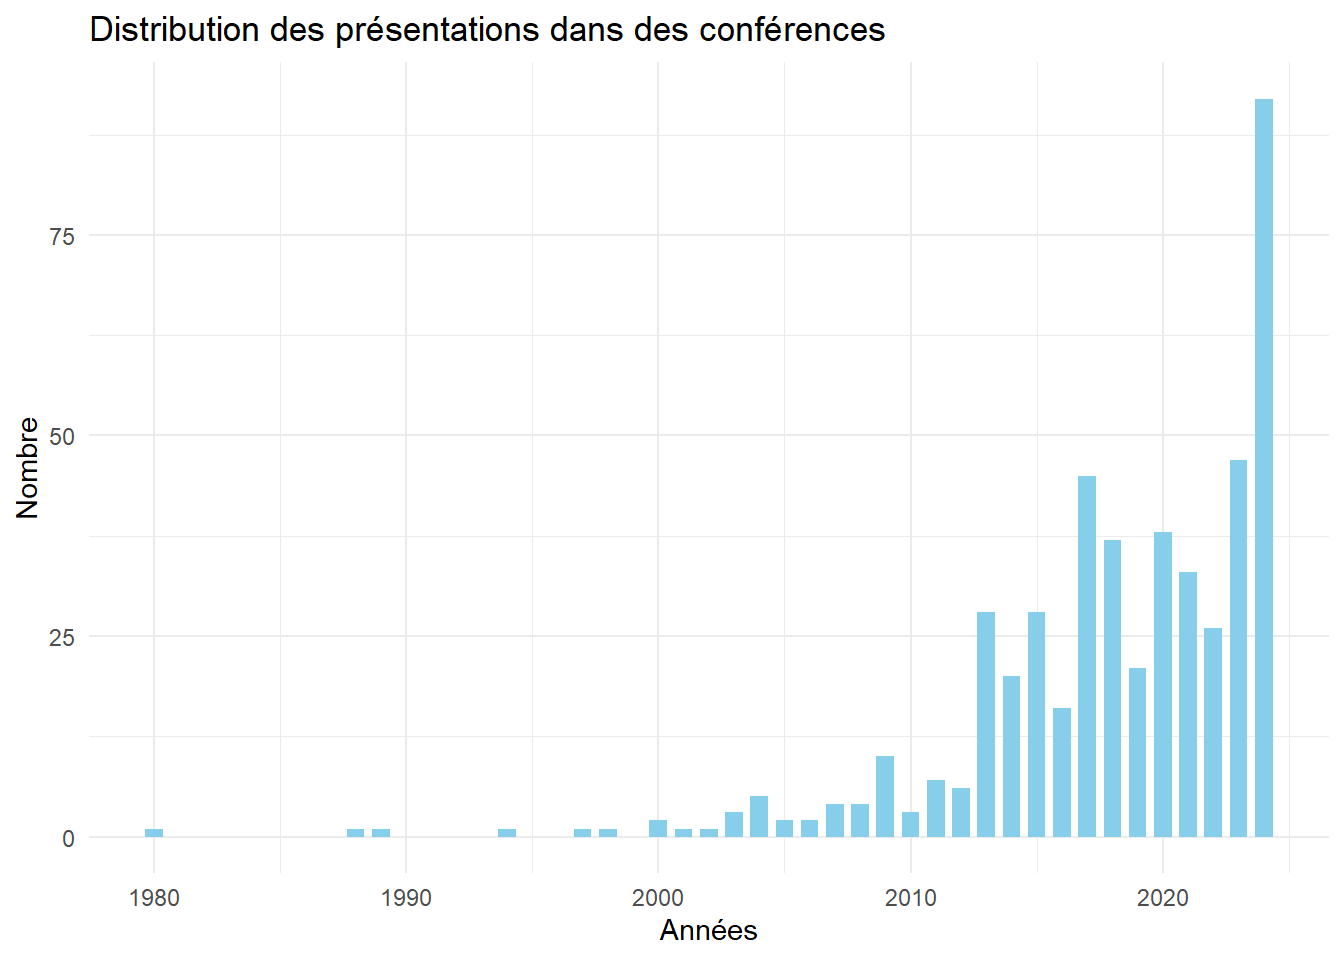 Distribution des présentations dans des conférences
Nombre
75
50
25
0
1980 1990 2000 2010 2020
Années